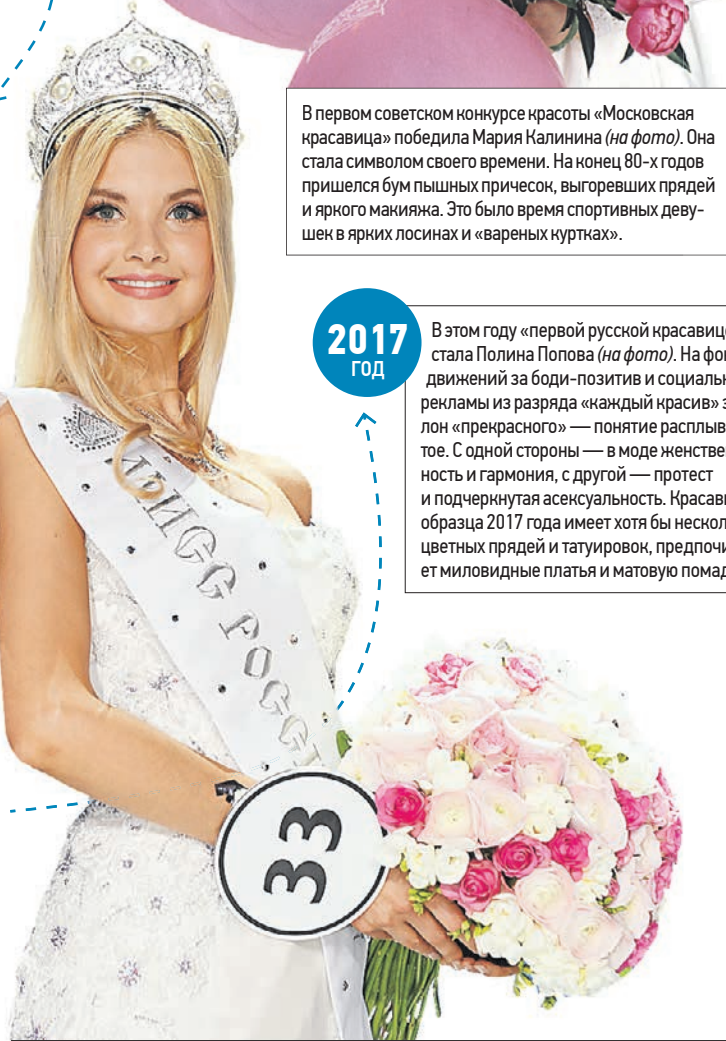 В первом советском конкурсе красоты «Московская
красавица» победила Мария Калинина (на фото). Она
стала символом своего времени. На конец 80-х годов
пришелся бум пышных причесок, выгоревших прядей
и яркого макияжа. Это было время спортивных деву-
шек в ярких лосинах и «вареных куртках».
2017
ГОД
В этом году «первой русской
стала Полина Попова (на фото). На
движений за боди-позитив и
рекламы из разряда «каждый красив»
лон «прекрасного» — понятие
тое. С одной стороны — в моде
ность и гармония, с другой — протест
и подчеркнутая асексуальность.
образца 2017 года имеет хотя бы
цветных прядей и татуировок,
ет миловидные платья и матовую
МИСС
33